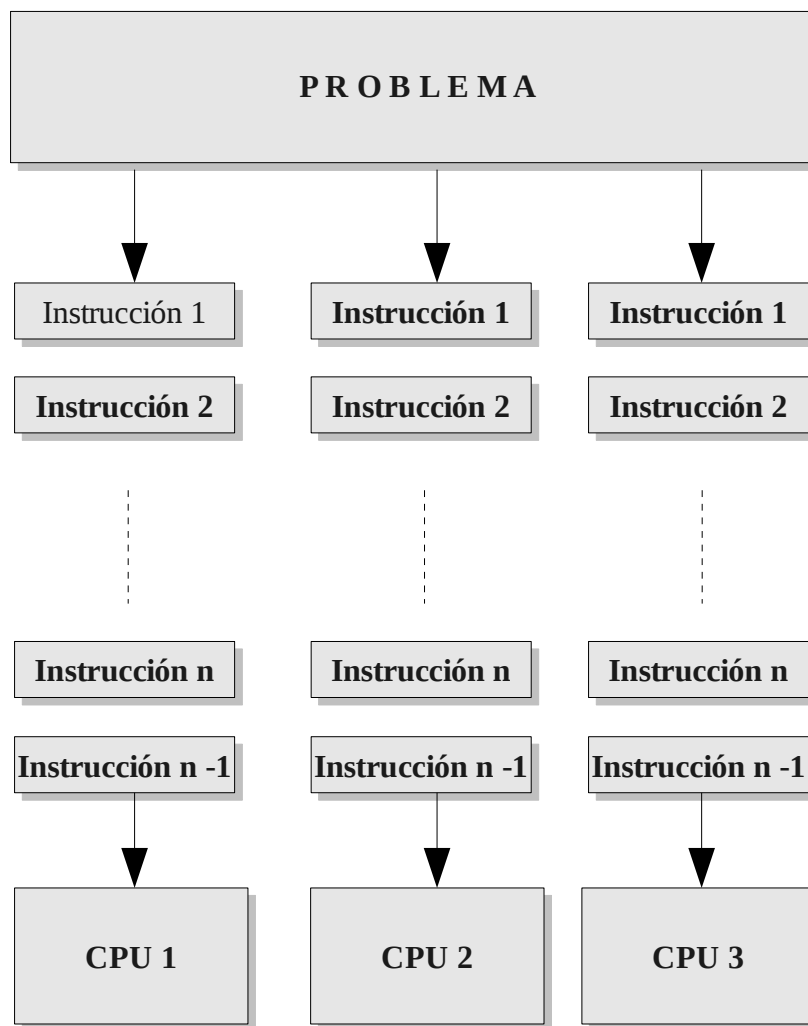 PROBLEMA
Instrucción 1 Instrucción 1 Instrucción 1
Instrucción 2 Instrucción 2 Instrucción 2
Instrucción n Instrucción n Instrucción n
Instrucción n -1 Instrucción n -1 Instrucción n -1
CPU 1 CPU 2 CPU 3